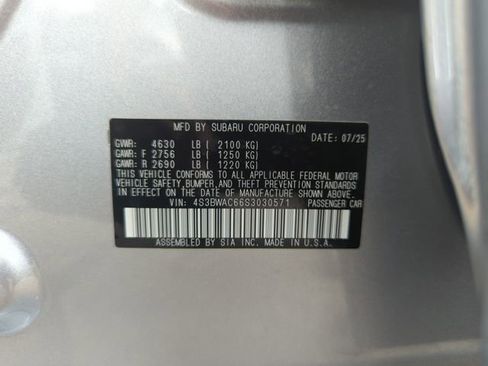 MFD BY SUBARU CORPORATION
DATE: 07/25
GVWR: 4630 LB ( 2100 KG)
GAWR: F 2756 LB ( 1250 KG)
GAWR: R 2690 LB ( 1220 KG)
THIS VEHICLE CONFORMS TO ALL APPLICABLE FEDERAL MOTOR
VEHICLE SAFETY, BUMPER, AND THEFT PREVENTION STANDARDS
IN EFFECT ON THE DATE OF MANUFACTURE SHOWN ABOVE.
VIN: 4S3BWAC66S3030571 PASSENGER CAR
ASSEMBLED BY SIA INC. MADE IN U.S.A.